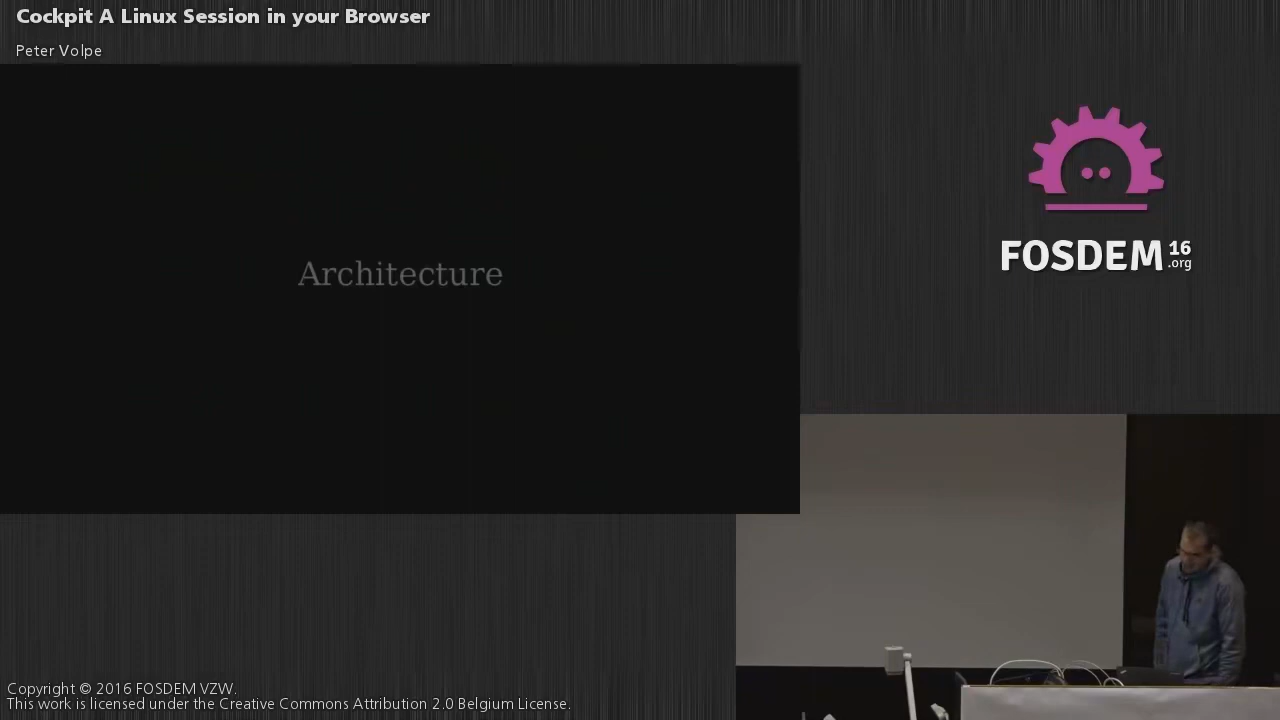 Cockpit A Linux Session in your Browser
Peter Volpe
Architecture
FOSDEM 16
.org
Copyright © 2016 FOSDEM VZW.
This work is licensed under the Creative Commons Attribution 2.0 Belgium License.